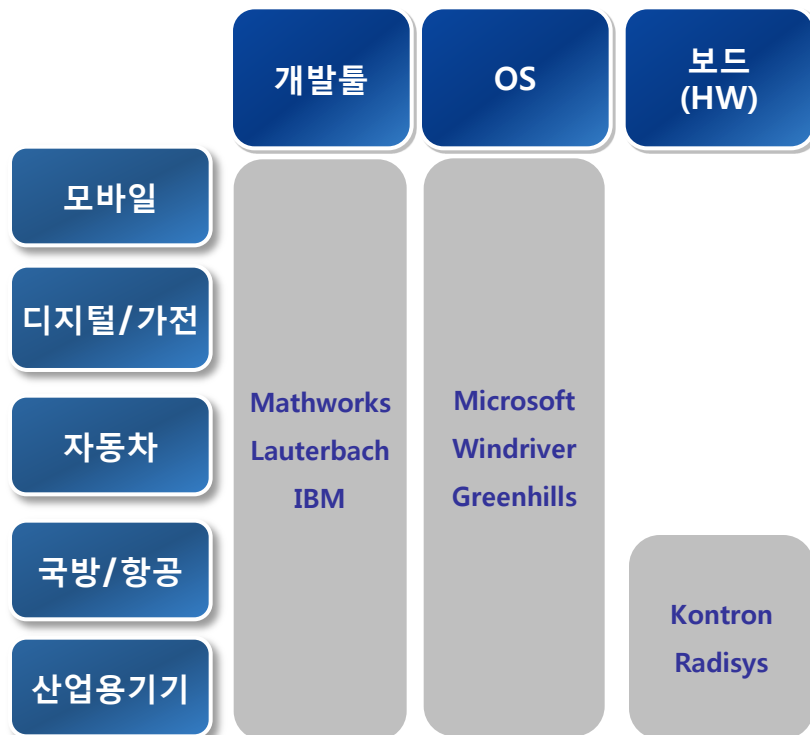 개발툴
OS
보드
(HW)
모바일
디지털/가전
자동차
국방/항공
산업용기기
Mathworks
Lauterbach
IBM
Microsoft
Windriver
Greenhills
Kontron
Radisys